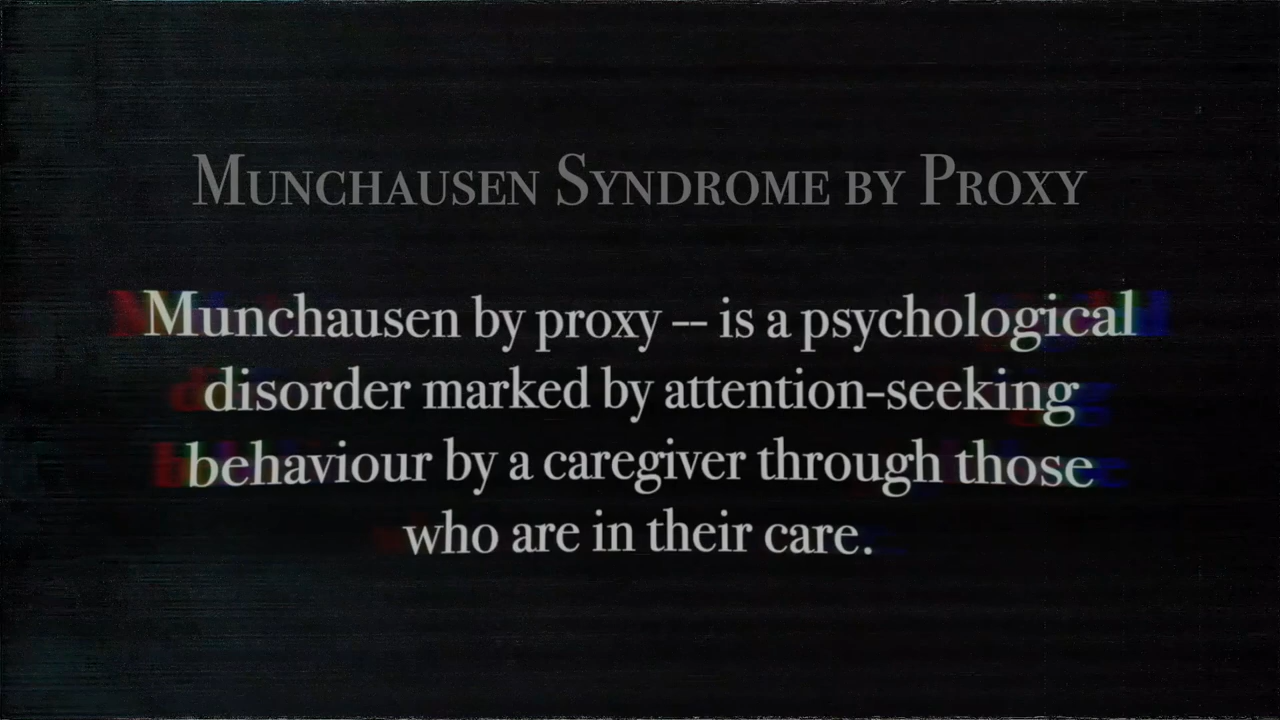 Munchausen Syndrome by Proxy
Munchausen by proxy -- is a psychological
disorder marked by attention-seeking
behaviour by a caregiver through those
who are in their care.